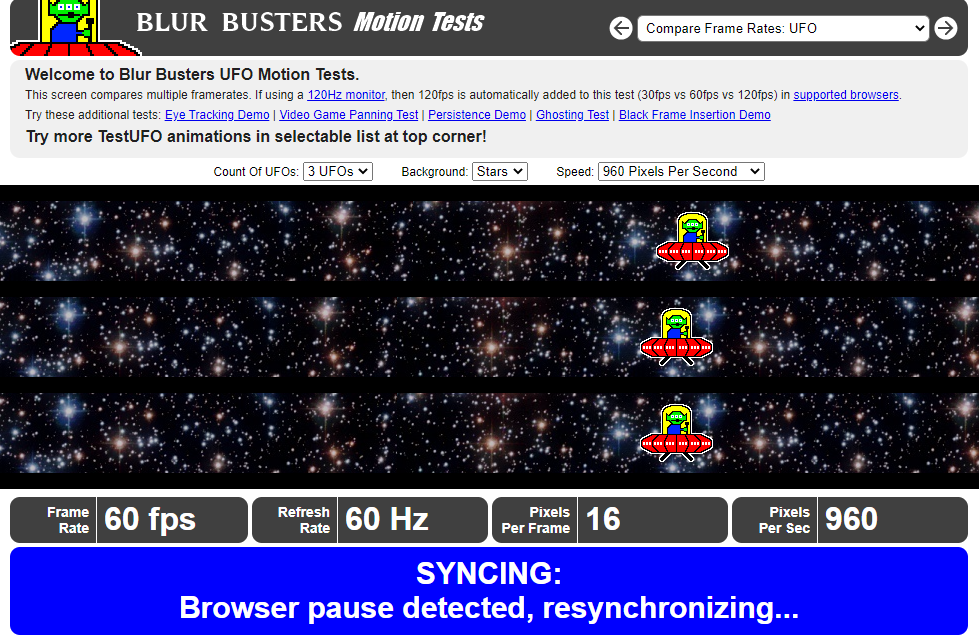 BLUR BUSTERS Motion Tests
Compare Frame Rates: UFO
Welcome to Blur Busters UFO Motion Tests.
This screen compares multiple framerates. If using a 120Hz monitor, then 120fps is automatically added to this test (30fps vs 60fps vs 120fps) in supported browsers.
Try these additional tests: Eye Tracking Demo | Video Game Panning Test | Persistence Demo | Ghosting Test | Black Frame Insertion Demo
Try more TestUFO animations in selectable list at top corner!
Count Of UFOs: 3 UFOs Background: Stars Speed: 960 Pixels Per Second
Frame Rate 60 fps
Refresh Rate 60 Hz
Pixels Per Frame 16
Pixels Per Sec 960
SYNCING:
Browser pause detected, resynchronizing...